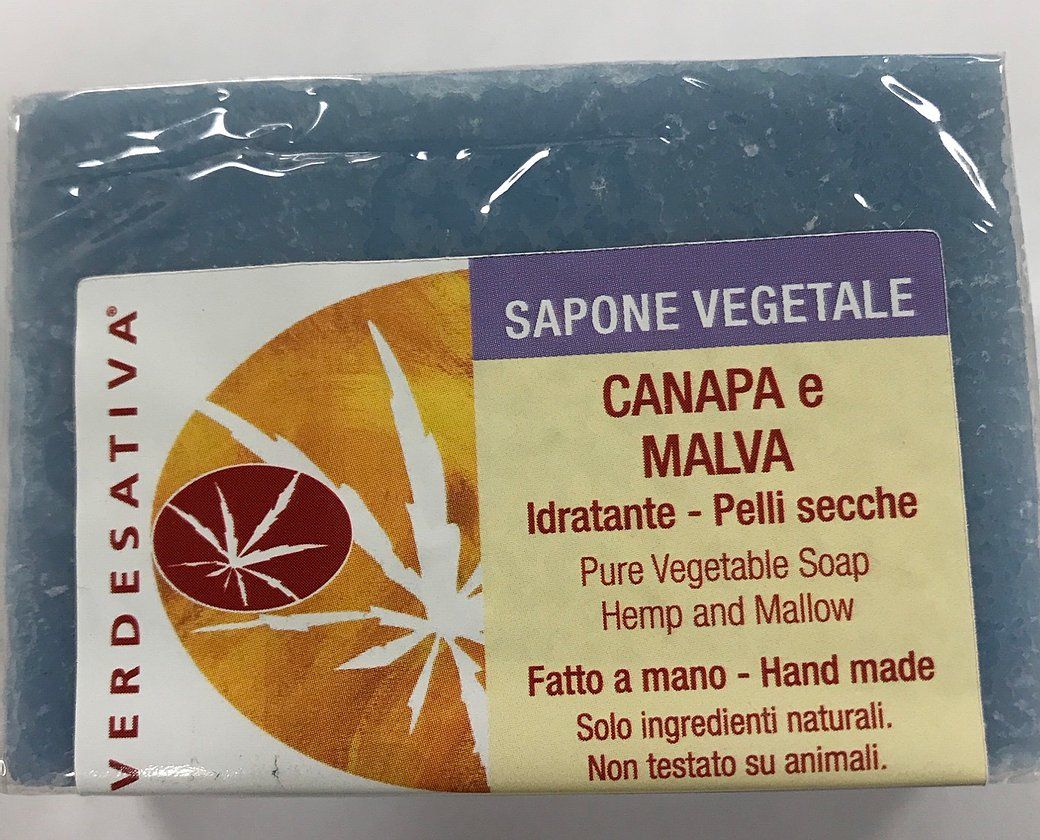 VERDESATIVA®
SAPONE VEGETALE
CANAPA e
MALVA
Idratante - Pelli secche
Pure Vegetable Soap
Hemp and Mallow
Fatto a mano - Hand made
Solo ingredienti naturali.
Non testato su animali.